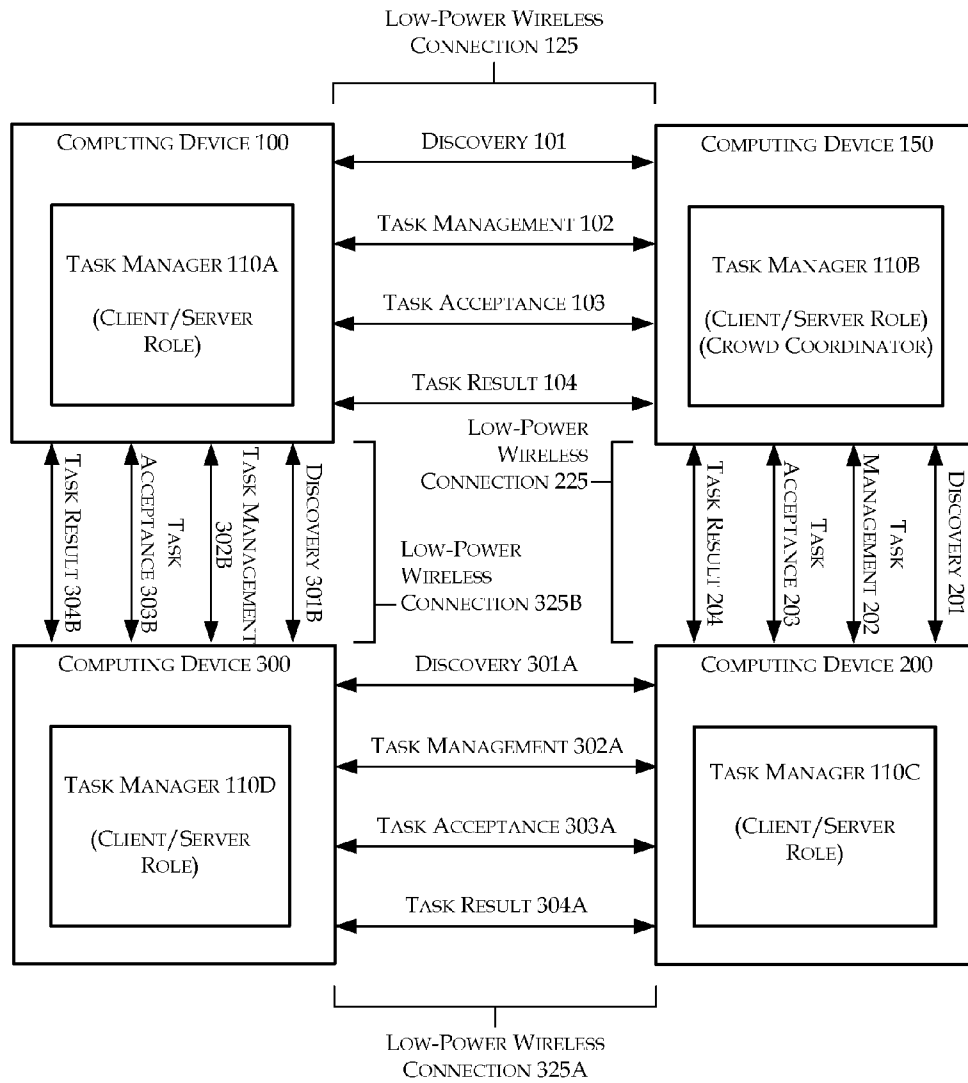 LOW-POWER WIRELESS
CONNECTION 125
COMPUTING DEVICE 100
TASK MANAGER 110A
(CLIENT/SERVER
ROLE)
DISCOVERY 101
TASK MANAGEMENT 102
TASK ACCEPTANCE 103
TASK RESULT 104
COMPUTING DEVICE 150
TASK MANAGER 110B
(CLIENT/SERVER ROLE)
(CROWD COORDINATOR)
TASK RESULT 304B
TASK
ACCEPTANCE 303B
TASK MANAGEMENT
302B
DISCOVERY 301B
LOW-POWER
WIRELESS
CONNECTION 325B
LOW-POWER
WIRELESS
CONNECTION 225
TASK RESULT 204
TASK
ACCEPTANCE 203
TASK
MANAGEMENT 202
DISCOVERY 201
COMPUTING DEVICE 300
TASK MANAGER 110D
(CLIENT/SERVER
ROLE)
DISCOVERY 301A
TASK MANAGEMENT 302A
TASK ACCEPTANCE 303A
TASK RESULT 304A
COMPUTING DEVICE 200
TASK MANAGER 110C
(CLIENT/SERVER
ROLE)
LOW-POWER WIRELESS
CONNECTION 325A